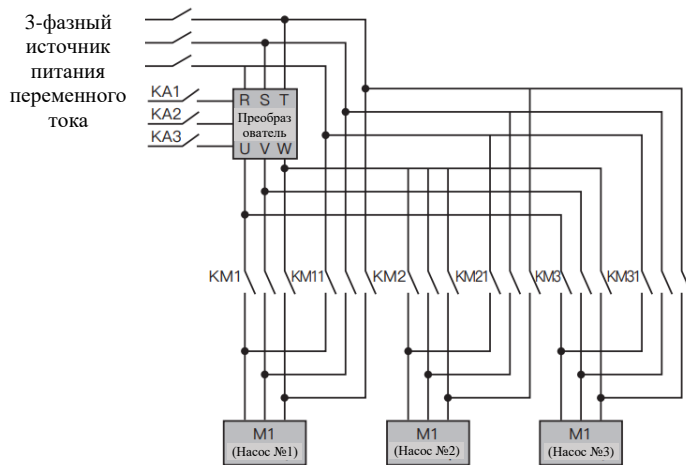 3-фазный
источник
питания
переменного
тока
KA1
KA2
KA3
R S T
Преобраз
ователь
U V W
KM1
KM11
KM2
KM21
KM3
KM31
M1
(Насос №1)
M1
(Насос №2)
M1
(Насос №3)